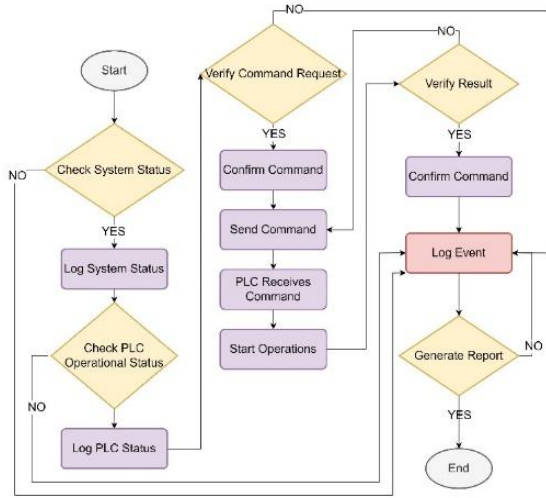 Start
Check System Status
NO
YES
Log System Status
Check PLC
Operational Status
NO
Log PLC Status
Verify Command Request
NO
YES
Confirm Command
Send Command
PLC Receives
Command
Start Operations
NO
Verify Result
YES
Confirm Command
Log Event
Generate Report
NO
YES
End